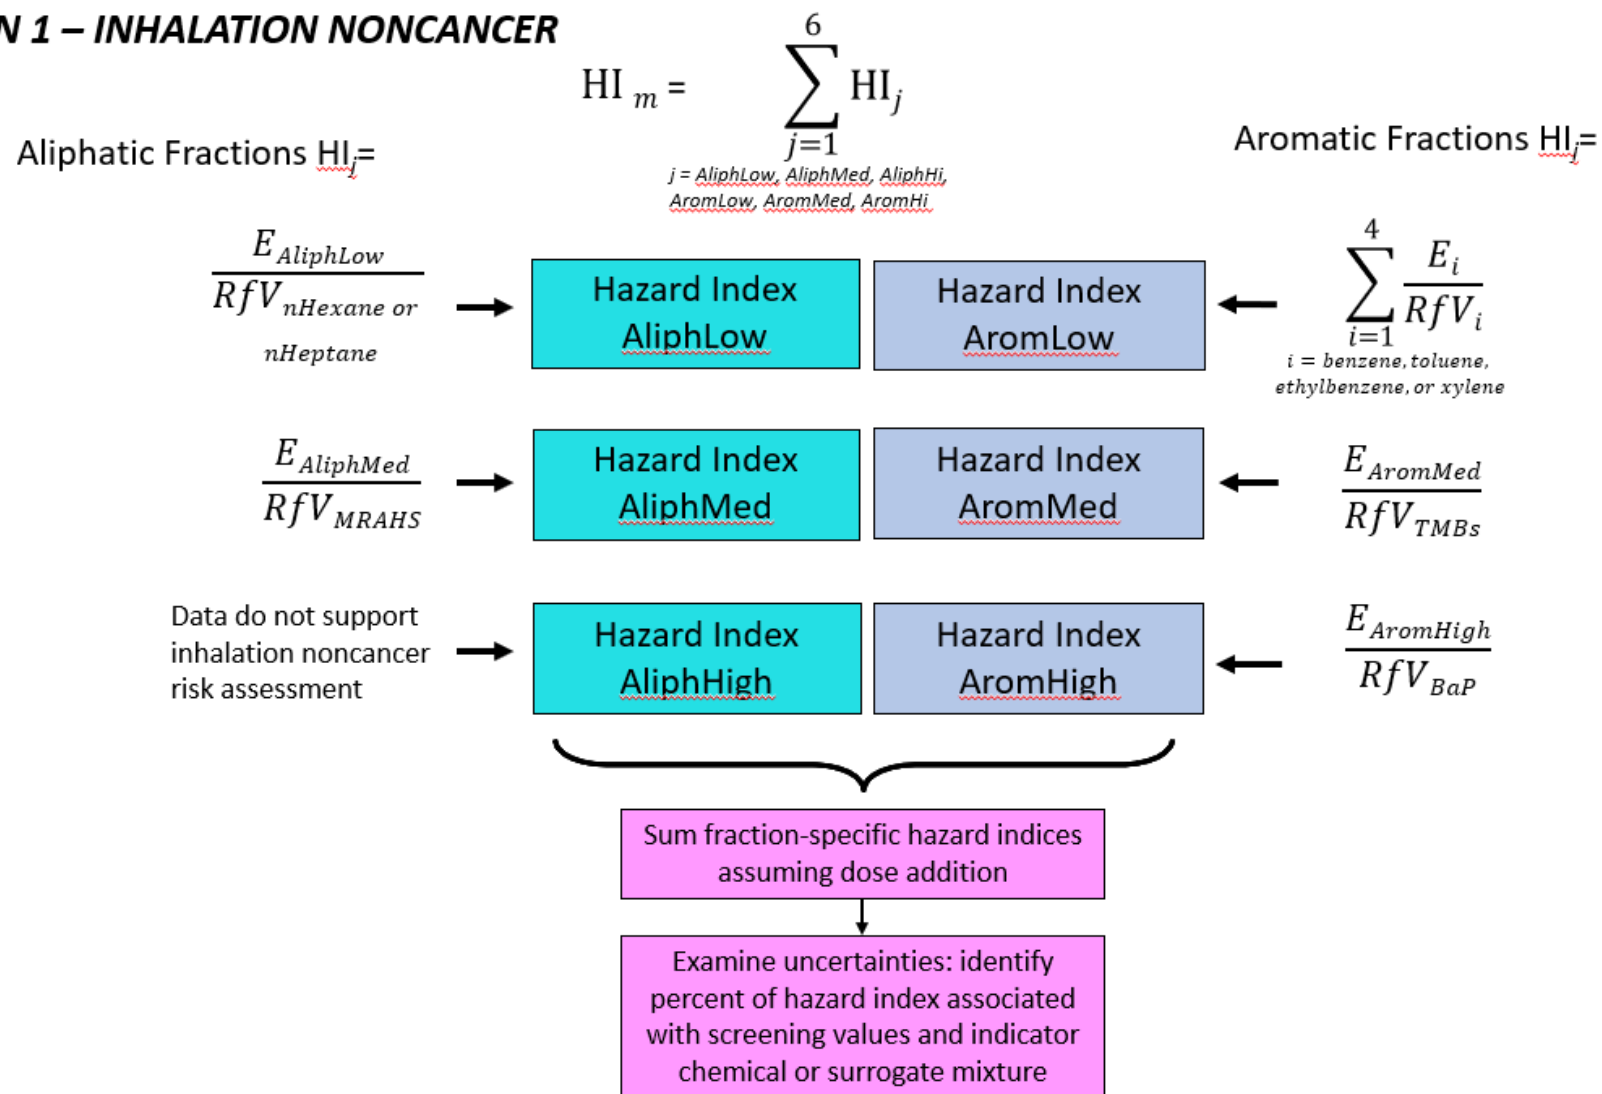 N 1 – INHALATION NONCANCER
HI m = ∑ HIj
6
j=1
j = AliphLow, AliphMed, AliphHi,
AromLow, AromMed, AromHi
Aliphatic Fractions HIj=
Aromatic Fractions HIj=
E AliphLow
RfV nHexane or
nHeptane
Hazard Index
AliphLow
Hazard Index
AromLow
4
∑ Ei
RfVi
i=1
i = benzene, toluene,
ethylbenzene, or xylene
E AliphMed
RfV MRAHS
Hazard Index
AliphMed
Hazard Index
AromMed
E AromMed
RfV TMBs
Data do not support
inhalation noncancer
risk assessment
Hazard Index
AliphHigh
Hazard Index
AromHigh
E AromHigh
RfV BaP
Sum fraction-specific hazard indices
assuming dose addition
Examine uncertainties: identify
percent of hazard index associated
with screening values and indicator
chemical or surrogate mixture